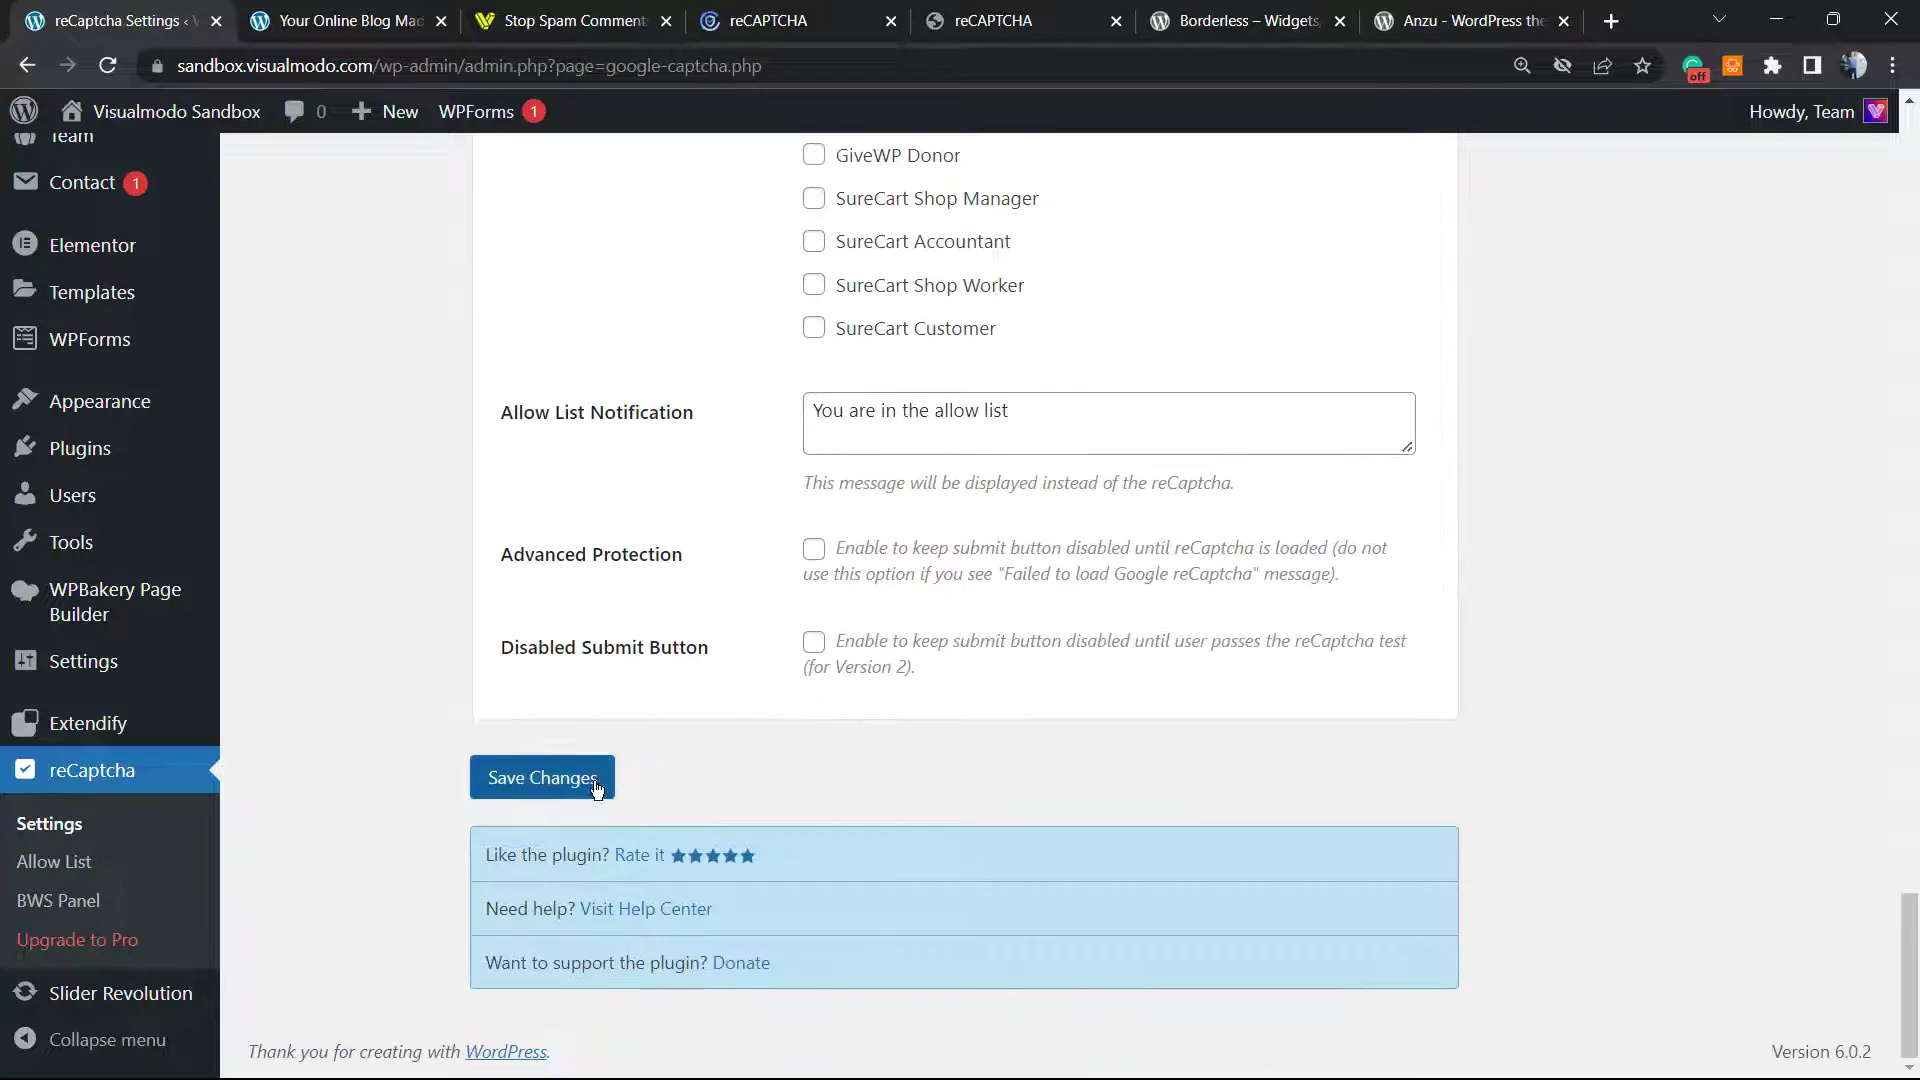 reCaptcha Settings ‹ V
Your Online Blog Mad
Stop Spam Comment
reCAPTCHA
reCAPTCHA
Borderless – Widgets,
Anzu - WordPress the
sandbox.visualmodo.com/wp-admin/admin.php?page=google-captcha.php
off
Visualmodo Sandbox
0
New
WPForms
1
Howdy, Team
Team
Contact 1
Elementor
Templates
WPForms
Appearance
Plugins
Users
Tools
WPBakery Page
Builder
Settings
Extendify
reCaptcha
Settings
Allow List
BWS Panel
Upgrade to Pro
Slider Revolution
Collapse menu
GiveWP Donor
SureCart Shop Manager
SureCart Accountant
SureCart Shop Worker
SureCart Customer
Allow List Notification
You are in the allow list
This message will be displayed instead of the reCaptcha.
Advanced Protection
Enable to keep submit button disabled until reCaptcha is loaded (do not
use this option if you see "Failed to load Google reCaptcha" message).
Disabled Submit Button
Enable to keep submit button disabled until user passes the reCaptcha test
(for Version 2).
Save Changes
Like the plugin? Rate it
Need help? Visit Help Center
Want to support the plugin? Donate
Thank you for creating with WordPress.
Version 6.0.2